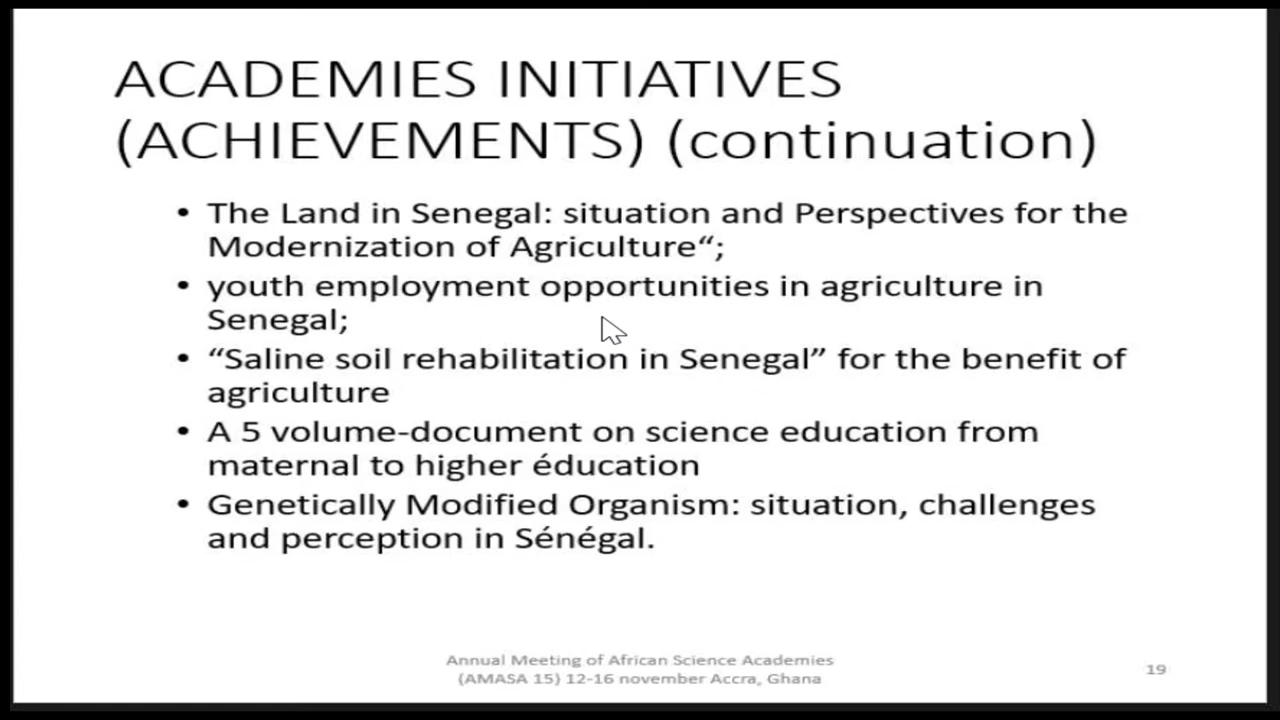 ACADEMIES INITIATIVES
(ACHIEVEMENTS) (continuation)
• The Land in Senegal: situation and Perspectives for the
Modernization of Agriculture“;
• youth employment opportunities in agriculture in
Senegal;
• “Saline soil rehabilitation in Senegal” for the benefit of
agriculture
• A 5 volume-document on science education from
maternal to higher éducation
• Genetically Modified Organism: situation, challenges
and perception in Sénégal.
Annual Meeting of African Science Academies
(AMASA 15) 12-16 november Accra, Ghana
19